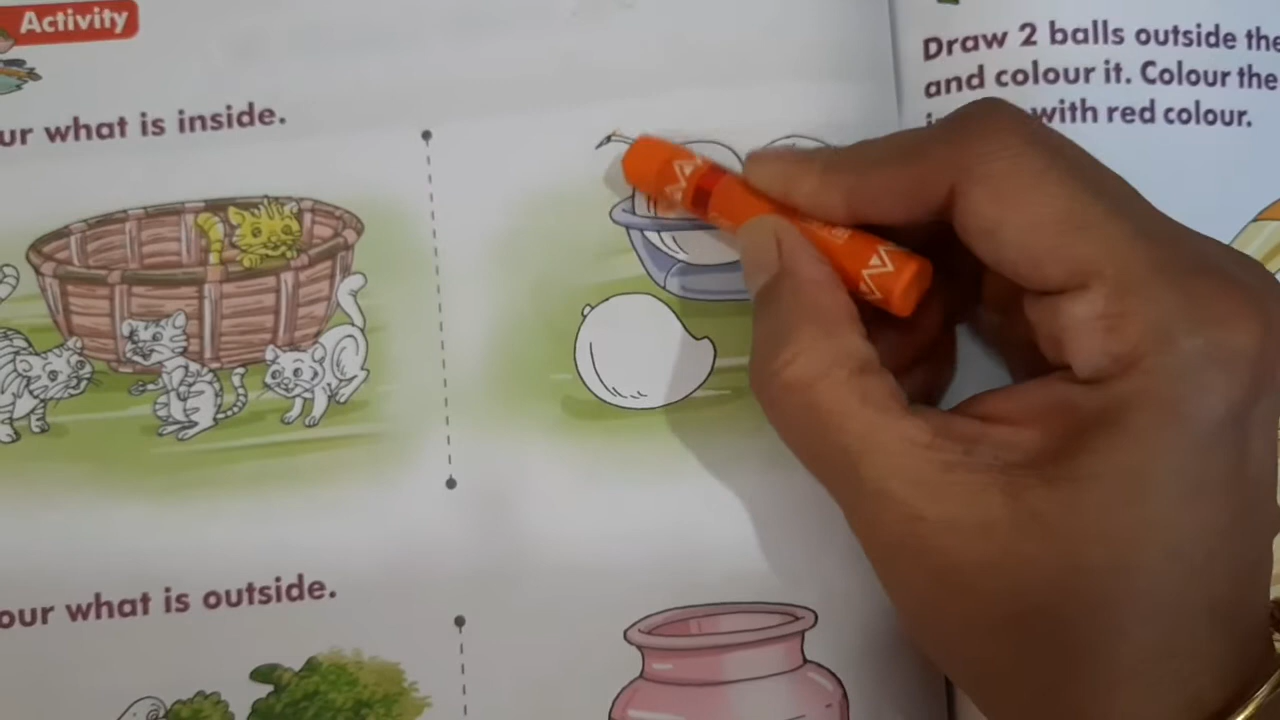 Activity
ur what is inside.
Draw 2 balls outside the
and colour it. Colour the
with red colour.
our what is outside.